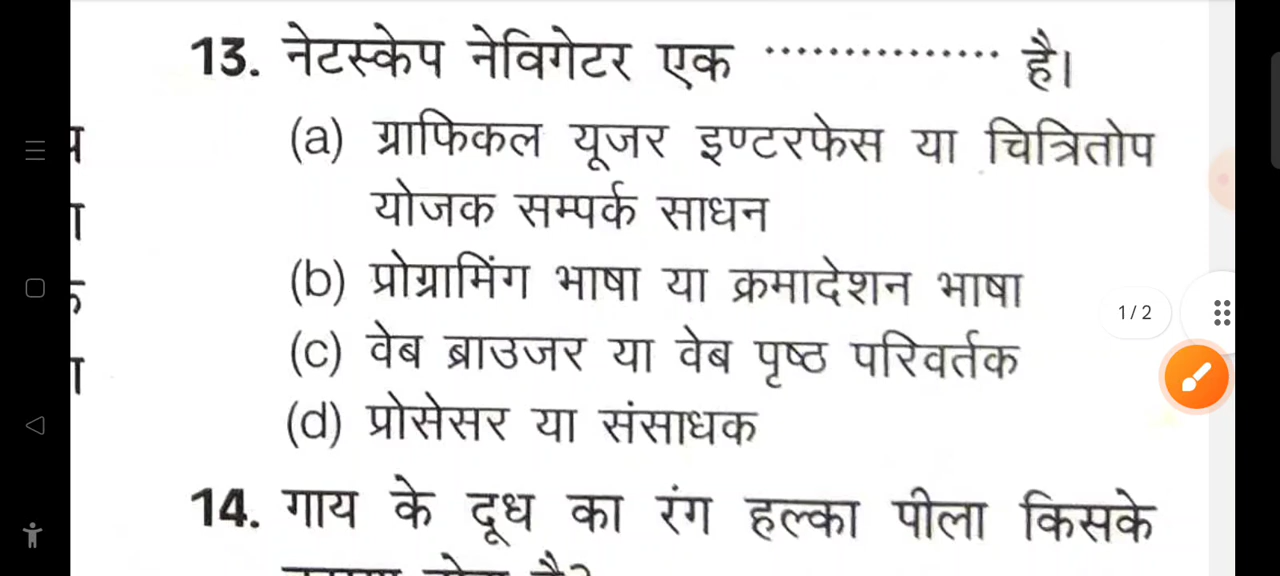 13. नेटस्केप नेविगेटर एक ................ है।
(a) ग्राफिकल यूजर इण्टरफेस या चित्रितोप
योजक सम्पर्क साधन
(b) प्रोग्रामिंग भाषा या क्रमादेशन भाषा
(c) वेब ब्राउजर या वेब पृष्ठ परिवर्तक
(d) प्रोसेसर या संसाधक
1 / 2
14. गाय के दूध का रंग हल्का पीला किसके